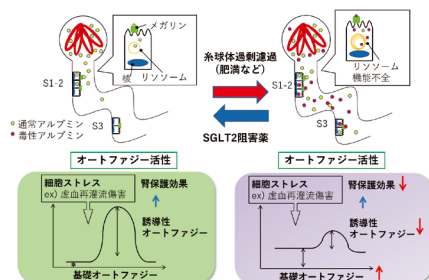 メガリン
リソソーム
核
S1-2
S3
通常アルブミン
毒性アルブミン
糸球体過剰濾過
(肥満など)
SGLT2阻害薬
リソソーム
機能不全
S1-2
S3
オートファジー活性
細胞ストレス
ex) 虚血再灌流傷害
腎保護効果
誘導性
オートファジー
基礎オートファジー
オートファジー活性
細胞ストレス
ex) 虚血再灌流傷害
腎保護効果
誘導性
オートファジー
基礎オートファジー